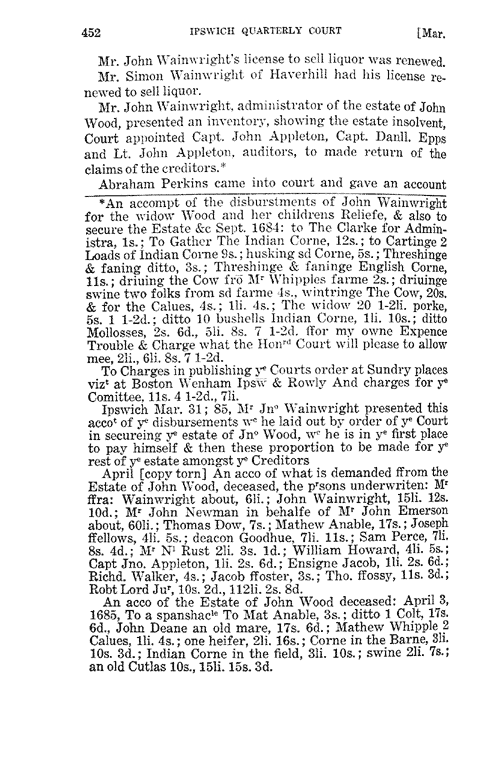 452 IPSWICH QUARTERLY COURT [Mar.
Mr. John Wainwright's license to sell liquor was renewed.
Mr. Simon Wainwright of Haverhill had his license re-
newed to sell liquor.
Mr. John Wainwright, administrator of the estate of John
Wood, presented an inventory, showing the estate insolvent,
Court appointed Capt. John Appleton, Capt. Danll. Epps
and Lt. John Appleton, auditors, to made return of the
claims of the creditors.*
Abraham Perkins came into court and gave an account
*An accompt of the disburstments of John Wainwright
for the widow Wood and her childrens Reliefe, & also to
secure the Estate &c Sept. 1684: to The Clarke for Admin-
istra, 1s.; To Gather The Indian Corne, 12s.; to Cartinge 2
Loads of Indian Corne 9s.; husking sd Corne, 5s.; Threshinge
& faning ditto, 3s.; Threshinge & faninge English Corne,
11s.; driuing the Cow frō Mʳ Whipples farme 2s.; driuinge
swine two folks from sd farme 4s., wintringe The Cow, 20s.
& for the Calues, 4s.; 1li. 4s.; The widow 20 1-2li. porke,
5s. 1 1-2d.; ditto 10 bushells Indian Corne, 1li. 10s.; ditto
Mollosses, 2s. 6d., 5li. 8s. 7 1-2d. ffor my owne Expence
Trouble & Charge what the Honʳᵈ Court will please to allow
mee, 2li., 6li. 8s. 7 1-2d.
To Charges in publishing yᵉ Courts order at Sundry places
vizᵗ at Boston Wenham Ipsw & Rowly And charges for yᵉ
Comittee, 11s. 4 1-2d., 7li.
Ipswich Mar. 31; 85, Mʳ Jnᵒ Wainwright presented this
accoᵗ of yᵉ disbursements wᶜ he laid out by order of yᵉ Court
in secureing yᵉ estate of Jnᵒ Wood, wᶜ he is in yᵉ first place
to pay himself & then these proportion to be made for yᵉ
rest of yᵉ estate amongst yᵉ Creditors
April [copy torn] An acco of what is demanded ffrom the
Estate of John Wood, deceased, the pʳsons underwriten: Mʳ
ffra: Wainwright about, 6li.; John Wainwright, 15li. 12s.
10d.; Mʳ John Newman in behalfe of Mʳ John Emerson
about, 60li.; Thomas Dow, 7s.; Mathew Anable, 17s.; Joseph
ffellows, 4li. 5s.; deacon Goodhue, 7li. 11s.; Sam Perce, 7li.
8s. 4d.; Mʳ Nˡ Rust 2li. 3s. 1d.; William Howard, 4li. 5s.;
Capt Jno. Appleton, 1li. 2s. 6d.; Ensigne Jacob, 1li. 2s. 6d.;
Richd. Walker, 4s.; Jacob ffoster, 3s.; Tho. ffossy, 11s. 3d.;
Robt Lord Juʳ, 10s. 2d., 112li. 2s. 8d.
An acco of the Estate of John Wood deceased: April 3,
1685, To a spanshacˡᵉ To Mat Anable, 3s.; ditto 1 Colt, 17s.
6d., John Deane an old mare, 17s. 6d.; Mathew Whipple 2
Calues, 1li. 4s.; one heifer, 2li. 16s.; Corne in the Barne, 3li.
10s. 3d.; Indian Corne in the field, 3li. 10s.; swine 2li. 7s.;
an old Cutlas 10s., 15li. 15s. 3d.